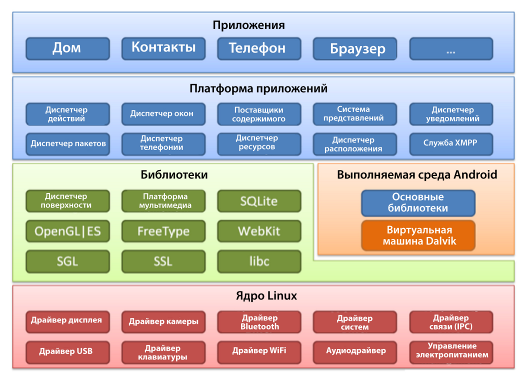 Приложения
Дом
Контакты
Телефон
Браузер
...
Платформа приложений
Диспетчер
действий
Диспетчер окон
Поставщики
содержимого
Система
представлений
Диспетчер
уведомлений
Диспетчер пакетов
Диспетчер
телефонии
Диспетчер
ресурсов
Диспетчер
расположения
Служба XMPP
Библиотеки
Диспетчер
поверхности
Платформа
мультимедиа
SQLite
OpenGL|ES
FreeType
WebKit
SGL
SSL
libc
Выполняемая среда Android
Основные
библиотеки
Виртуальная
машина Dalvik
Ядро Linux
Драйвер дисплея
Драйвер камеры
Драйвер
Bluetooth
Драйвер
систем
Драйвер
связи (IPC)
Драйвер USB
Драйвер
клавиатуры
Драйвер WiFi
Аудиодрайвер
Управление
электропитанием